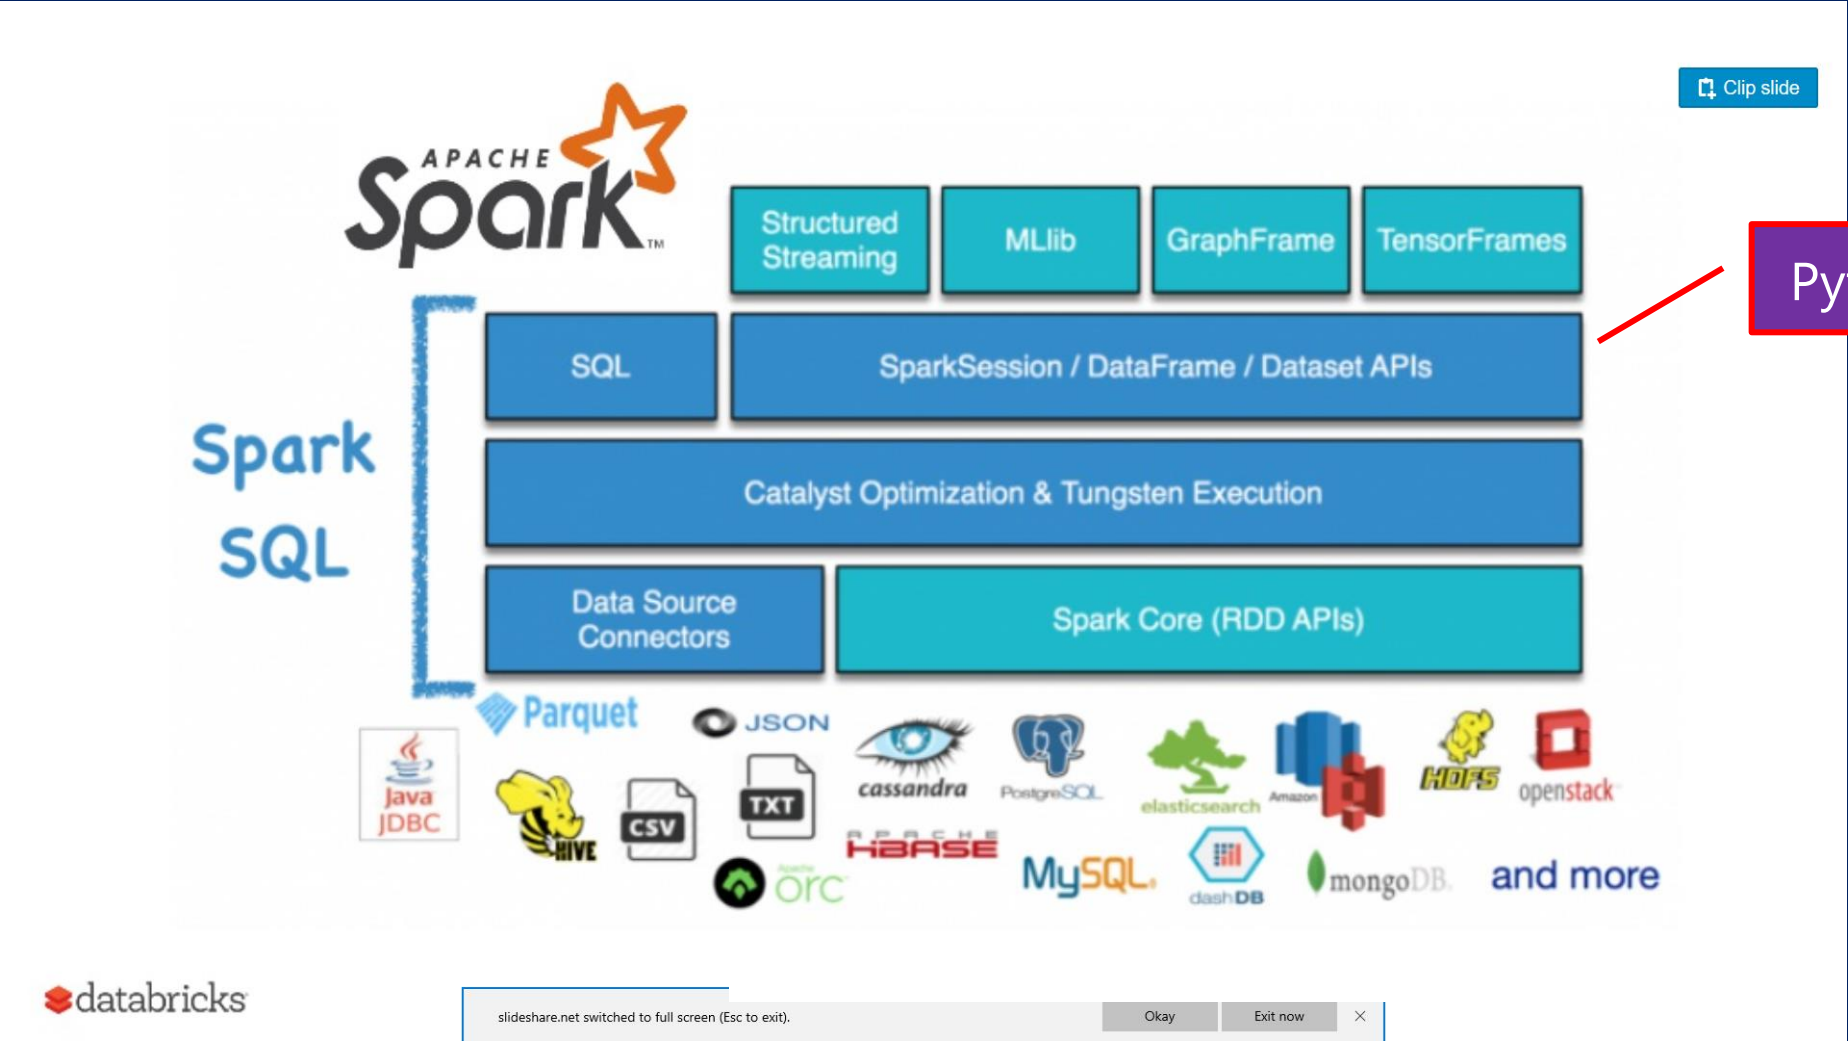 Clip slide
APACHE
Spark
TM
Structured
Streaming
MLlib
GraphFrame
TensorFrames
Py
SQL
SparkSession / DataFrame / Dataset APIs
Spark
SQL
Catalyst Optimization & Tungsten Execution
Data Source
Connectors
Spark Core (RDD APIs)
Parquet
JSON
Java
JDBC
HIVE
CSV
TXT
cassandra
PostgreSQL
elasticsearch
Amazon
HDFS
openstack
APACHE
HBASE
Apache
orc
MySQL
dashDB
mongoDB
and more
databricks
slideshare.net switched to full screen (Esc to exit).
Okay
Exit now